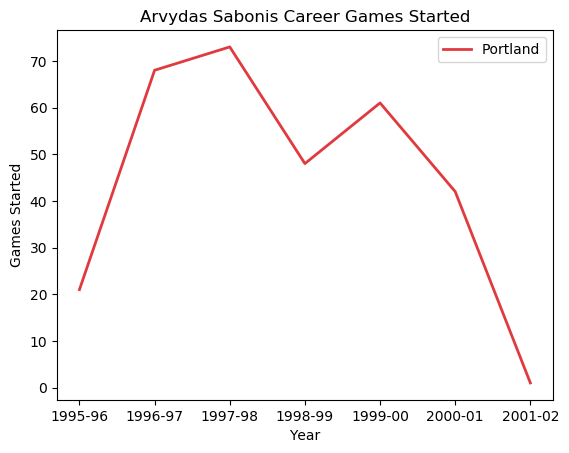 Arvydas Sabonis Career Games Started
Portland
70
60
50
40
30
20
10
0
Games Started
1995-96 1996-97 1997-98 1998-99 1999-00 2000-01 2001-02
Year